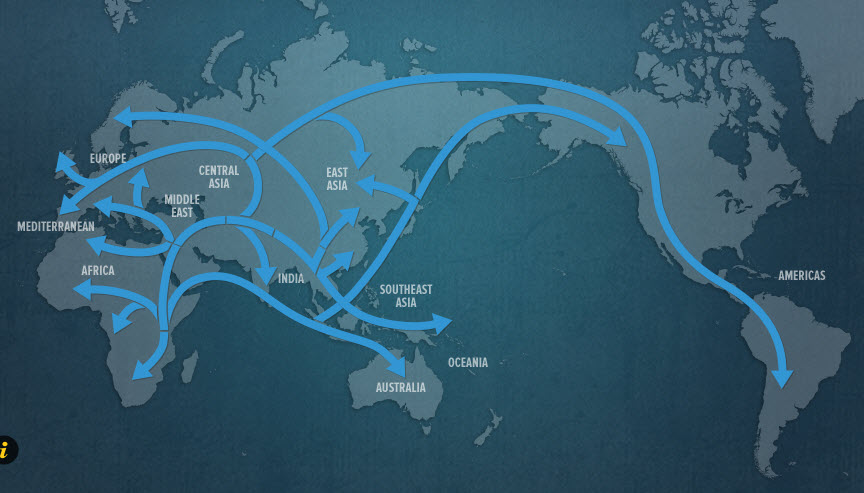 EUROPE
CENTRAL
ASIA
EAST
ASIA
MIDDLE
EAST
MEDITERRANEAN
AFRICA
INDIA
SOUTHEAST
ASIA
AMERICAS
OCEANIA
AUSTRALIA
i